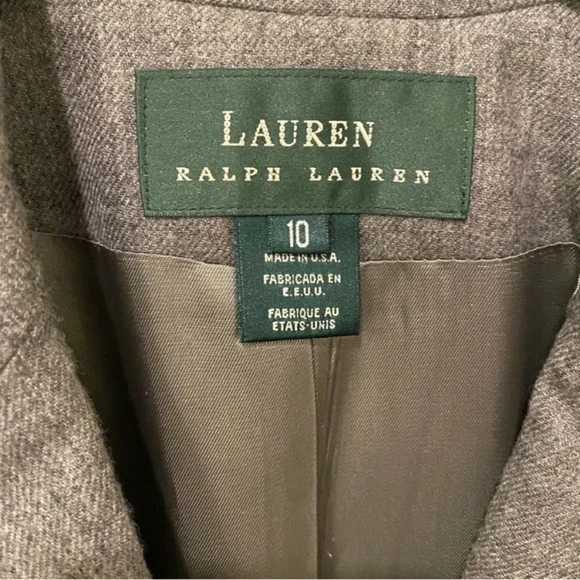 LAUREN
RALPH LAUREN
10
MADE IN U.S.A.
FABRICADA EN
E.E.U.U.
FABRIQUE AU
ETATS-UNIS